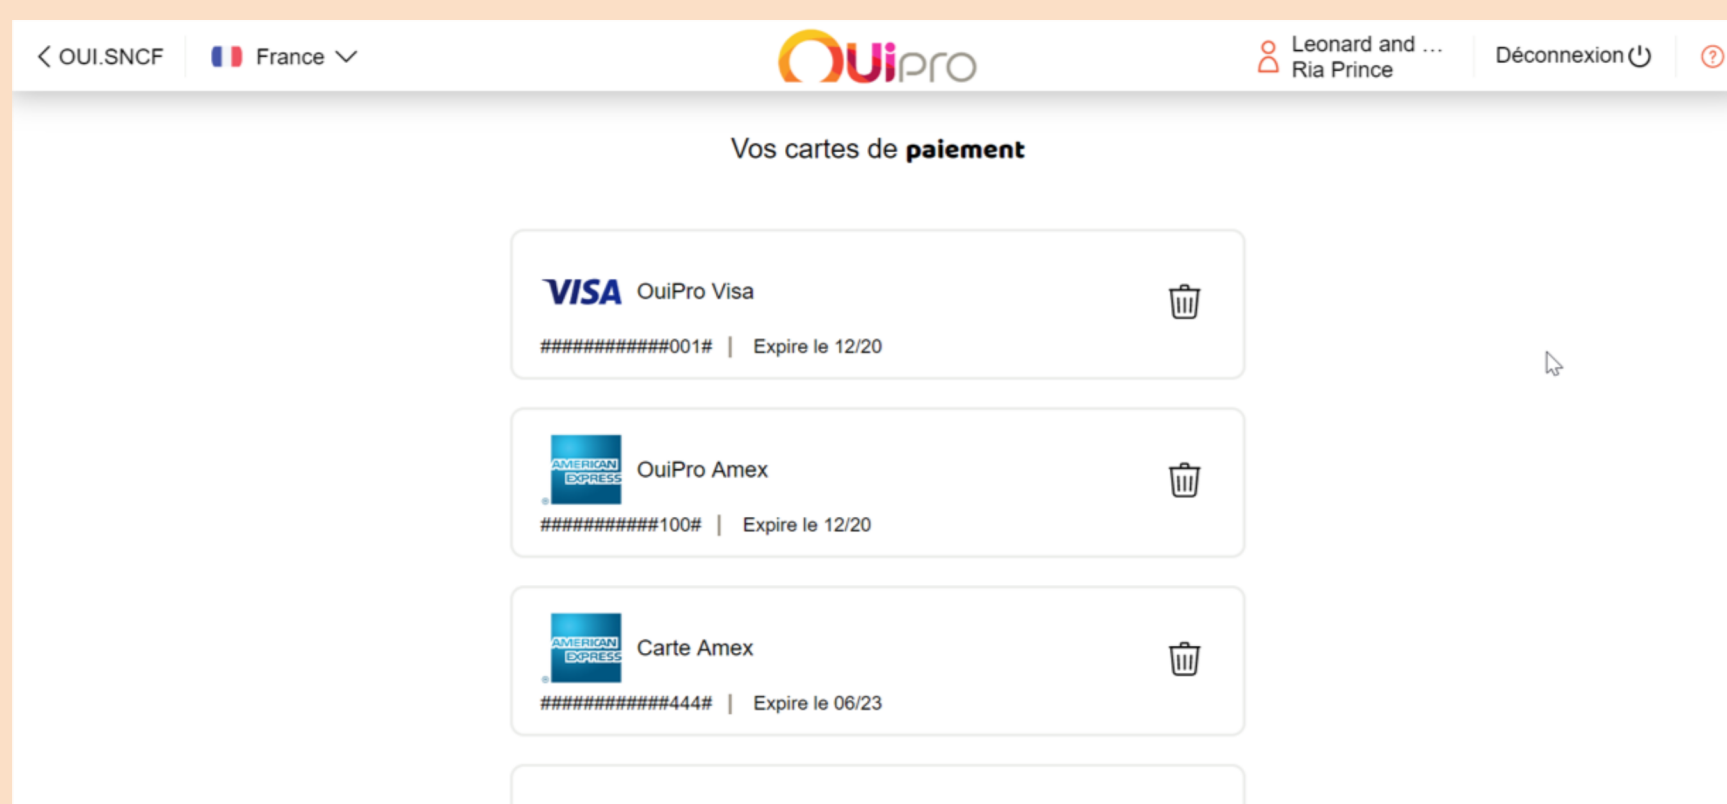 OUI.SNCF France OUIpro Leonard and ... Déconnexion ?
Ria Prince
Vos cartes de paiement
VISA OuiPro Visa
############001# | Expire le 12/20
AMERICAN EXPRESS OuiPro Amex
###########100# | Expire le 12/20
AMERICAN EXPRESS Carte Amex
############444# | Expire le 06/23